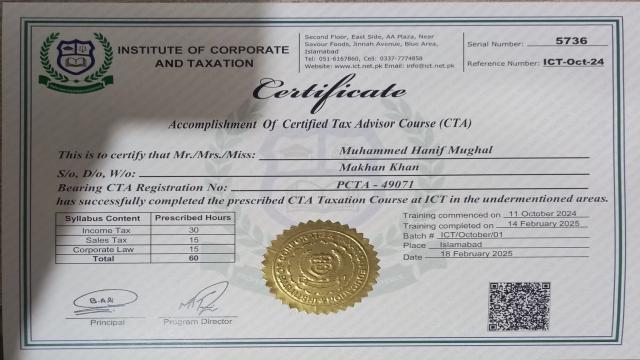 INSTITUTE OF CORPORATE
AND TAXATION
Second Floor, East Side, AA Plaza, Near
Savour Foods, Jinnah Avenue, Blue Area,
Islamabad
Tel: 051-6167860, Cell: 0337-7774858
Website: www.ict.net.pk Email: info@ict.net.pk
Serial Number: 5736
Reference Number: ICT-Oct-24
Certificate
Accomplishment Of Certified Tax Advisor Course (CTA)
This is to certify that Mr./Mrs./Miss: Muhammed Hanif Mughal
S/o, D/o, W/o: Makhan Khan
Bearing CTA Registration No: PCTA - 49071
has successfully completed the prescribed CTA Taxation Course at ICT in the undermentioned areas.
Syllabus Content Prescribed Hours
Income Tax 30
Sales Tax 15
Corporate Law 15
Total 60
Training commenced on 11 October 2024
Training completed on 14 February 2025
Batch # ICT/October/01
Place Islamabad
Date 18 February 2025
B.Ali
Principal
Program Director